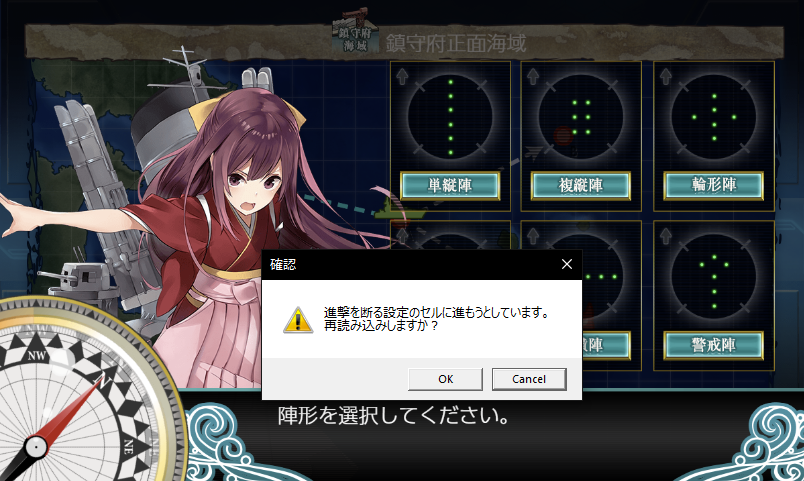 鎮守府
海域
鎮守府正面海域
単縦陣
複縦陣
輪形陣
確認
進撃を断る設定のセルに進もうとしています。
再読み込みしますか？
OK
Cancel
陣
警戒陣
NW
N
NE
陣形を選択してください。